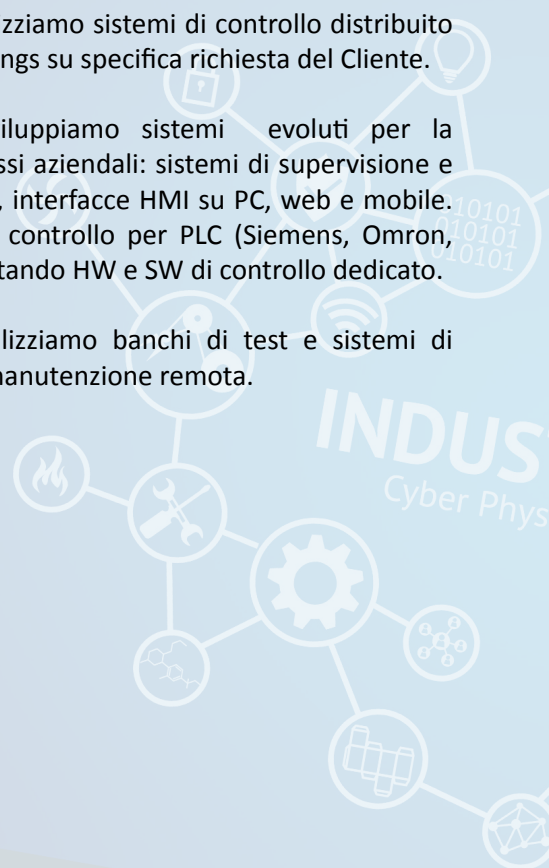 izziamo sistemi di controllo distribuito
ngs su specifica richiesta del Cliente.
iluppiamo sistemi evoluti per la
ssi aziendali: sistemi di supervisione e
, interfacce HMI su PC, web e mobile.
controllo per PLC (Siemens, Omron,
tando HW e SW di controllo dedicato.
lizziamo banchi di test e sistemi di
manutenzione remota.
010101
010101
010101
INDUST
Cyber Phys